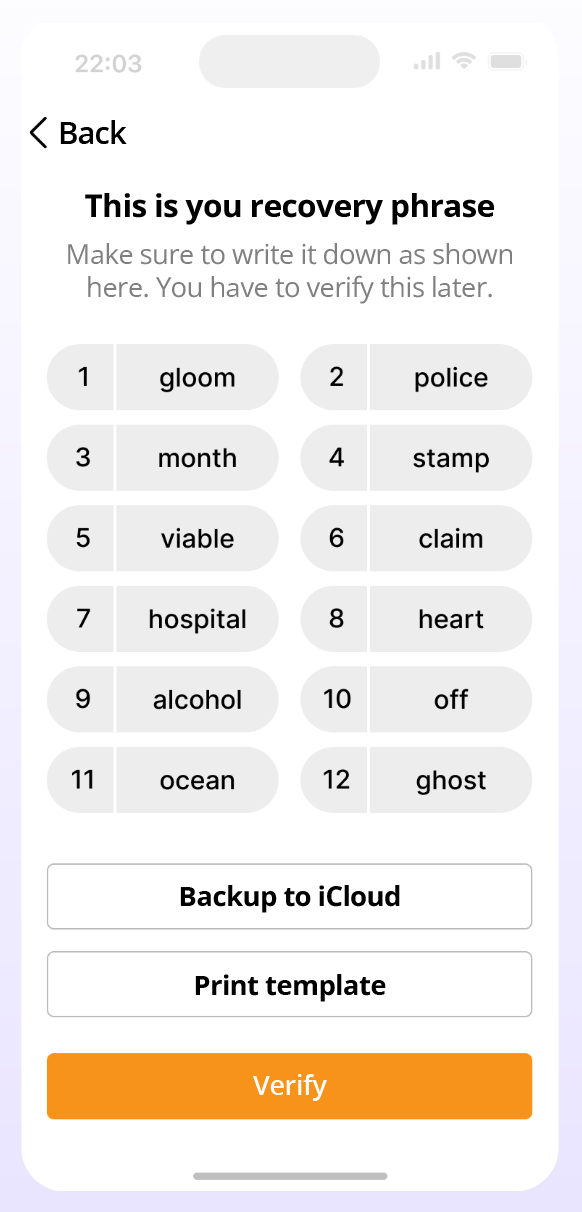 22:03
Back
This is you recovery phrase
Make sure to write it down as shown
here. You have to verify this later.
1 gloom 2 police
3 month 4 stamp
5 viable 6 claim
7 hospital 8 heart
9 alcohol 10 off
11 ocean 12 ghost
Backup to iCloud
Print template
Verify